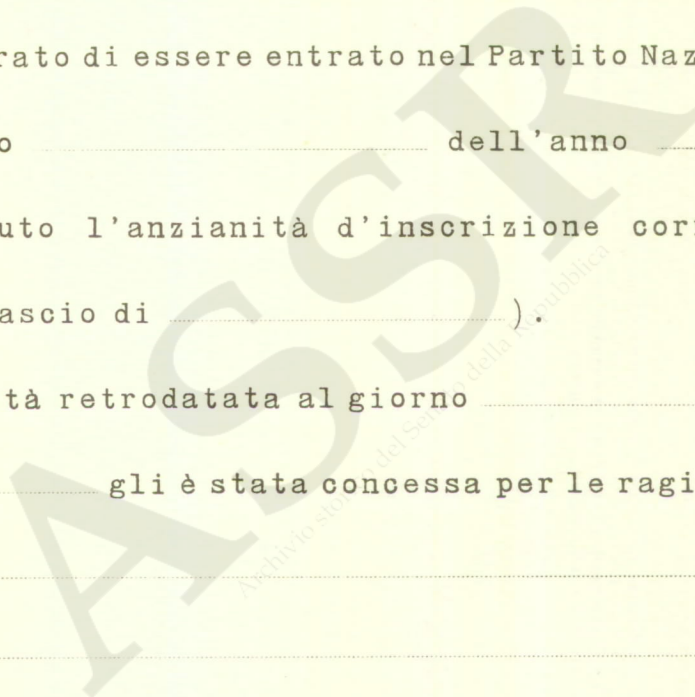 rato di essere entrato nel Partito Naz
o dell'anno
uto l'anzianità d'inscrizione cor
ascio di ).
tà retrodatata al giorno
gli è stata concessa per le ragi
ASSR
Archivio storico del Senato della Repubblica